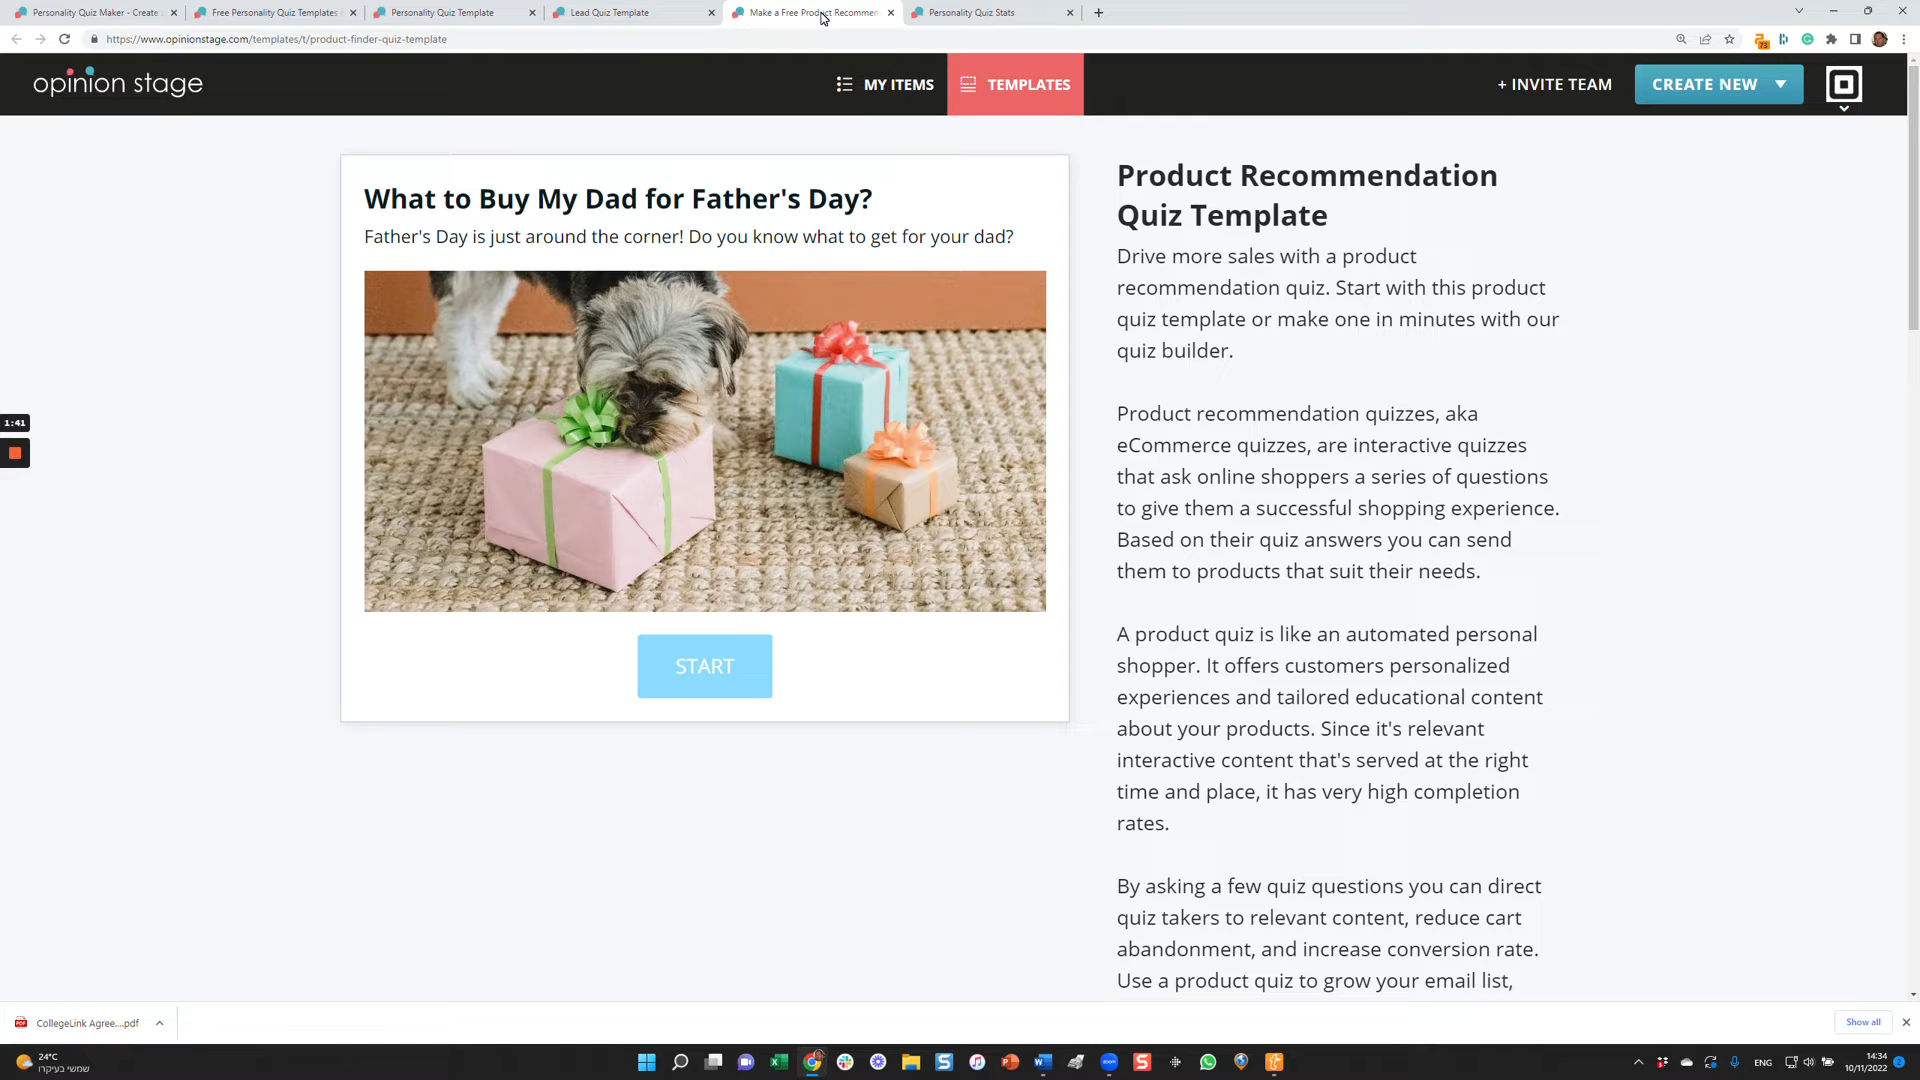 Personality Quiz Maker - Create
Free Personality Quiz Templates
Personality Quiz Template
Lead Quiz Template
Make a Free Product Recommen
Personality Quiz Stats
https://www.opinionstage.com/templates/t/product-finder-quiz-template
73
opinion stage
MY ITEMS
TEMPLATES
+ INVITE TEAM
CREATE NEW
What to Buy My Dad for Father's Day?
Father's Day is just around the corner! Do you know what to get for your dad?
START
Product Recommendation
Quiz Template
Drive more sales with a product
recommendation quiz. Start with this product
quiz template or make one in minutes with our
quiz builder.
Product recommendation quizzes, aka
eCommerce quizzes, are interactive quizzes
that ask online shoppers a series of questions
to give them a successful shopping experience.
Based on their quiz answers you can send
them to products that suit their needs.
A product quiz is like an automated personal
shopper. It offers customers personalized
experiences and tailored educational content
about your products. Since it's relevant
interactive content that's served at the right
time and place, it has very high completion
rates.
By asking a few quiz questions you can direct
quiz takers to relevant content, reduce cart
abandonment, and increase conversion rate.
Use a product quiz to grow your email list,
1:41
CollegeLink Agree....pdf
Show all
24°C
שמשי בעיקרו
ENG
14:34
10/11/2022
2